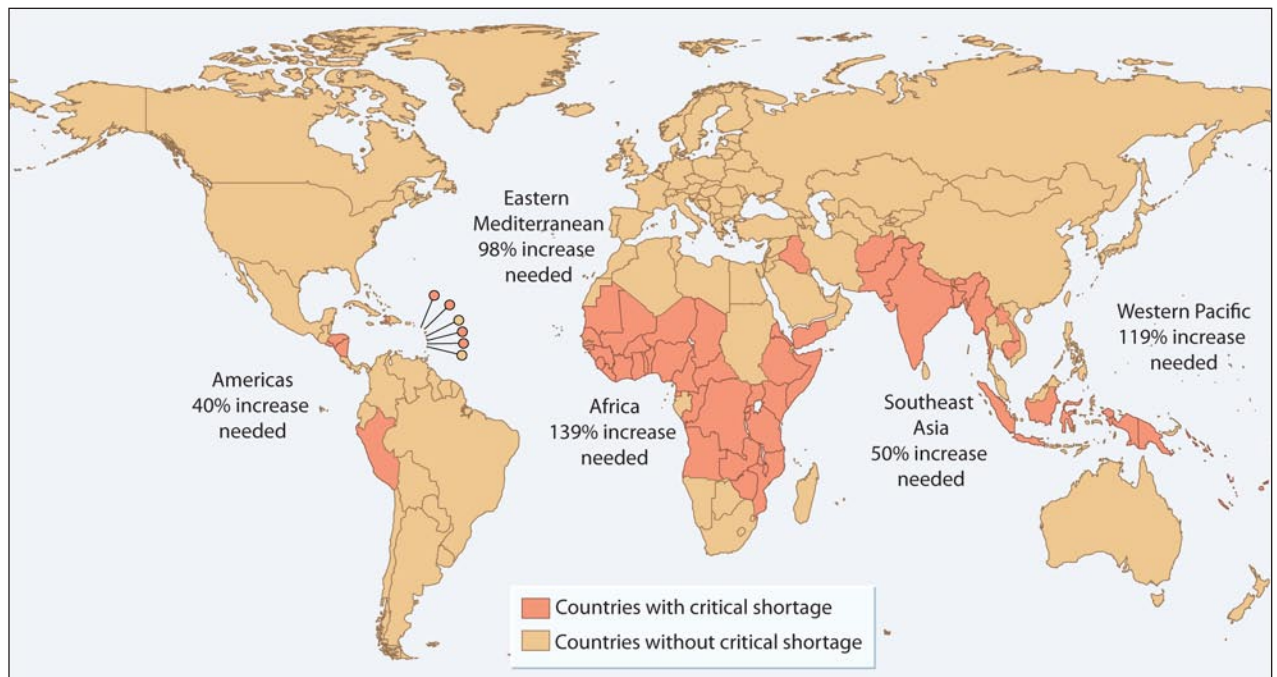 Eastern
Mediterranean
98% increase
needed
Western Pacific
119% increase
needed
Americas
40% increase
needed
Africa
139% increase
needed
Southeast
Asia
50% increase
needed
Countries with critical shortage
Countries without critical shortage